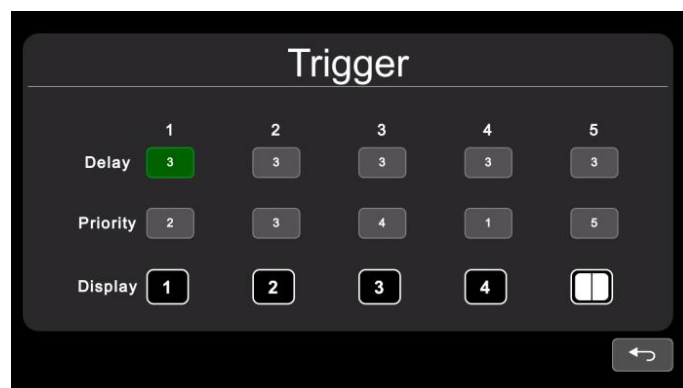 Trigger
1 2 3 4 5
Delay 3 3 3 3 3
Priority 2 3 4 1 5
Display 1 2 3 4